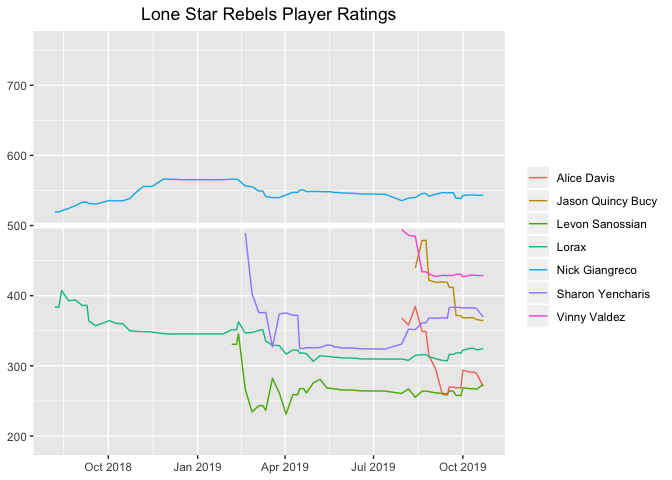 Lone Star Rebels Player Ratings
700
600
500
400
300
200
Oct 2018
Jan 2019
Apr 2019
Jul 2019
Oct 2019
Alice Davis
Jason Quincy Bucy
Levon Sanossian
Lorax
Nick Giangreco
Sharon Yencharis
Vinny Valdez